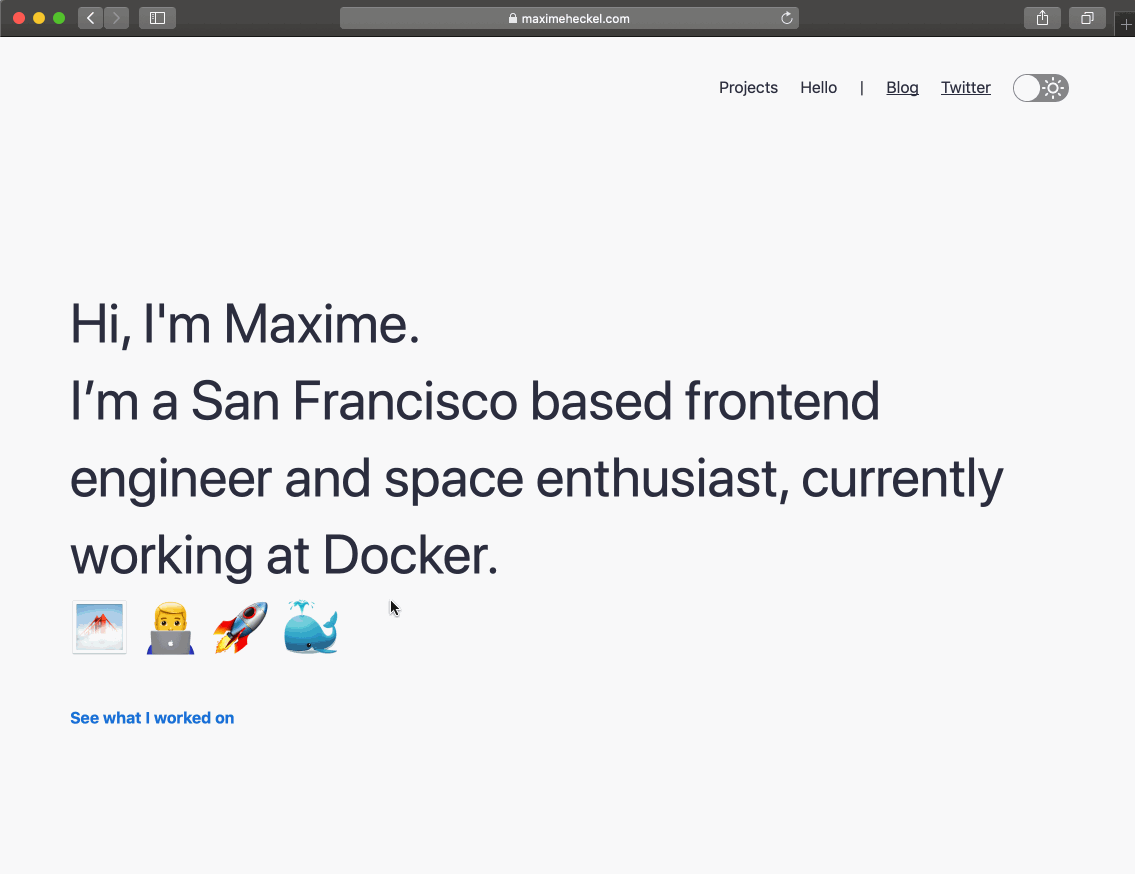 maximeheckel.com
Projects Hello | Blog Twitter
Hi, I'm Maxime.
I’m a San Francisco based frontend
engineer and space enthusiast, currently
working at Docker.
See what I worked on